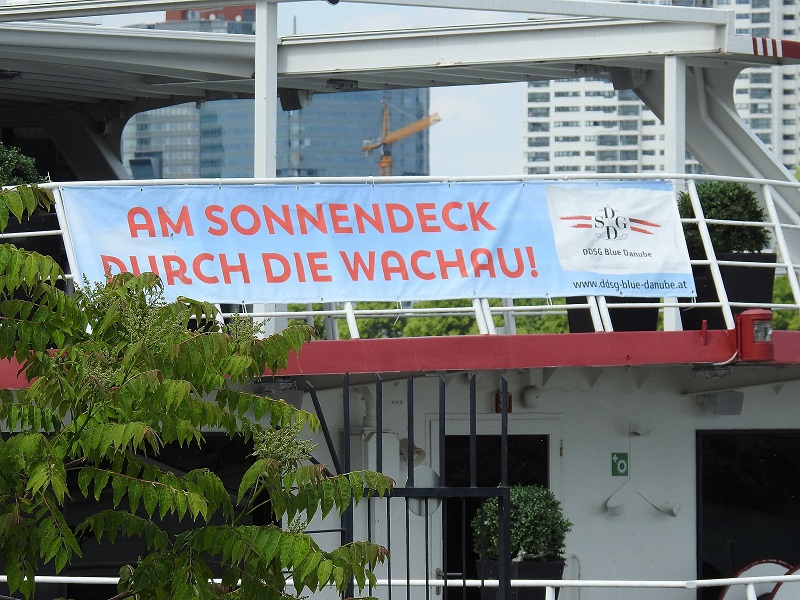 AM SONNENDECK
DURCH DIE WACHAU!
DDSG
DDSG Blue Danube
www.ddsg-blue-danube.at